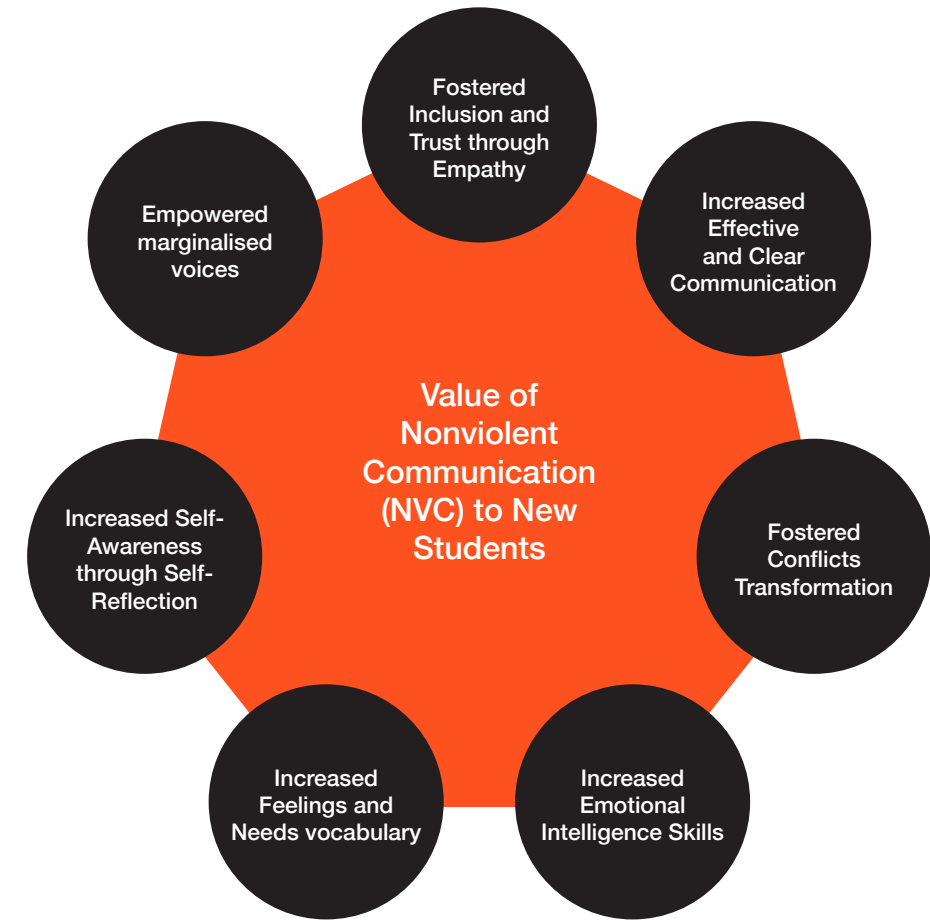 Fostered
Inclusion and
Trust through
Empathy
Increased
Effective
and Clear
Communication
Fostered
Conflicts
Transformation
Increased
Emotional
Intelligence Skills
Increased
Feelings and
Needs vocabulary
Increased Self-
Awareness
through Self-
Reflection
Empowered
marginalised
voices
Value of
Nonviolent
Communication
(NVC) to New
Students